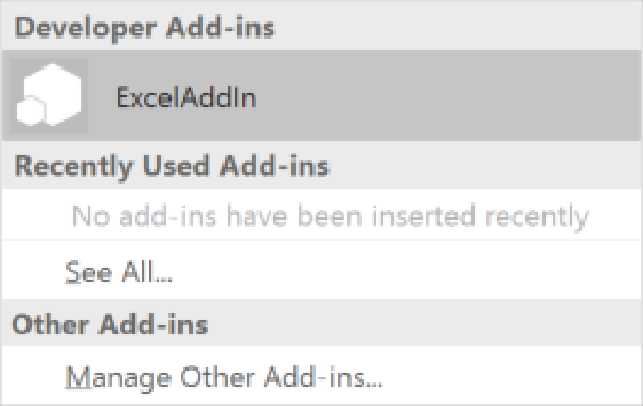 Developer Add-ins
ExcelAddIn
Recently Used Add-ins
No add-ins have been inserted recently
See All...
Other Add-ins
Manage Other Add-ins...